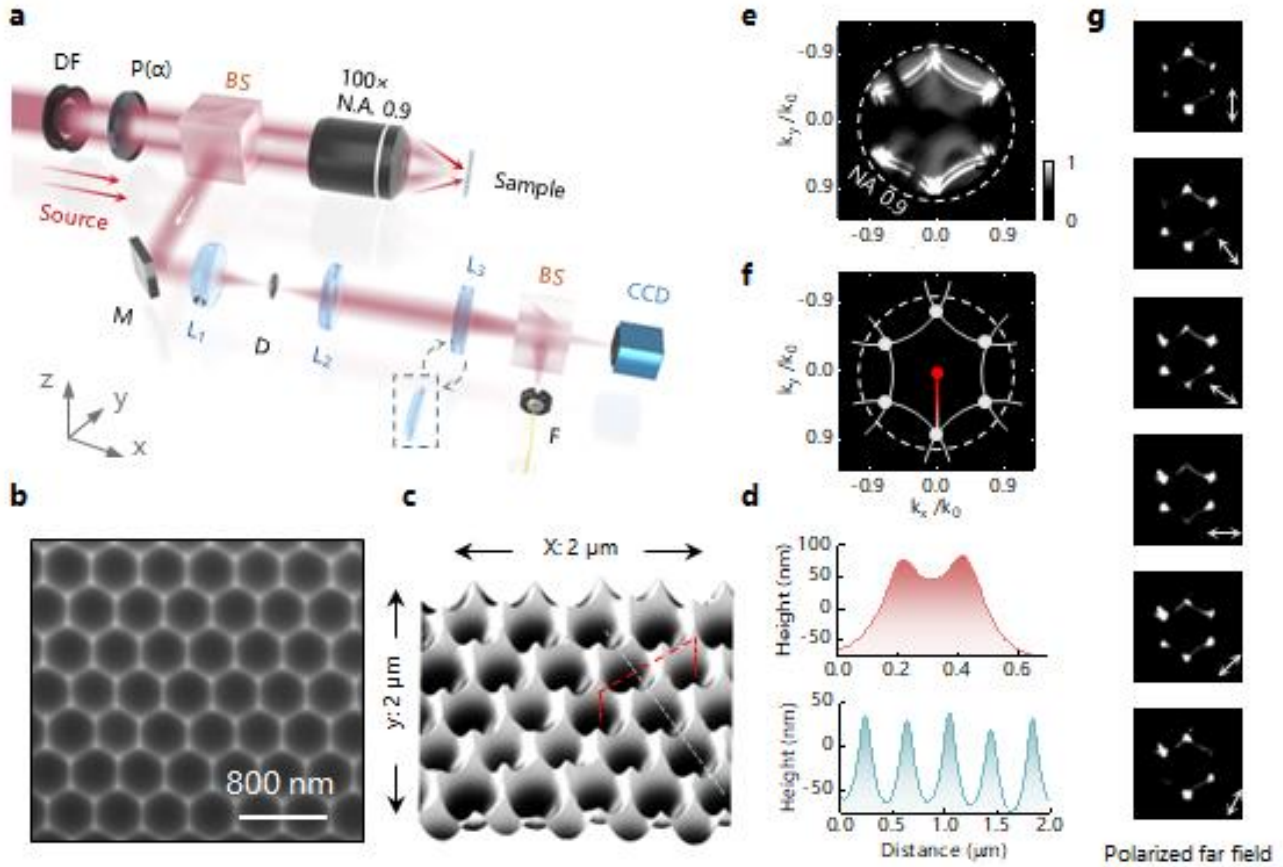 a
DF
P(α)
BS
100×
N.A. 0.9
Sample
Source
M
L₁
D
L₂
L₃
BS
CCD
F
z
y
x
b
800 nm
c
X: 2 µm
y: 2 µm
e
-0.9
0.0
0.9
kᵧ/k₀
NA 0.9
1
0
-0.9 0.0 0.9
f
-0.9
0.0
0.9
kᵧ/k₀
-0.9 0.0 0.9
kₓ/k₀
d
100
50
0
-50
Height (nm)
0.0 0.2 0.4 0.6
50
0
-50
Height (nm)
0.0 0.5 1.0 1.5 2.0
Distance (µm)
g
Polarized far field